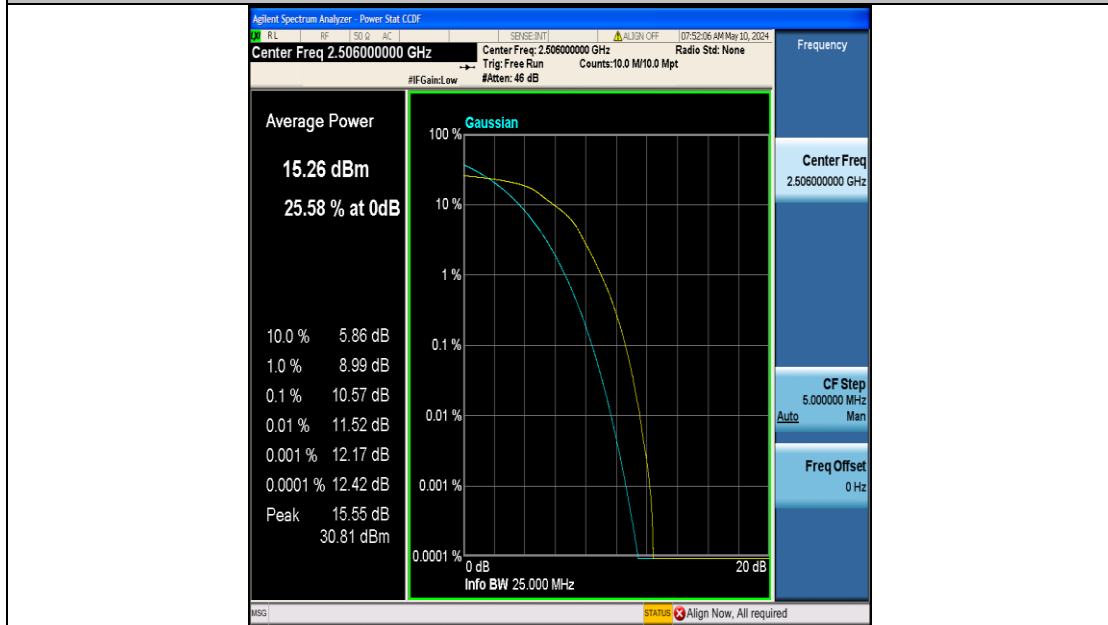 Agilent Spectrum Analyzer - Power Stat CCDF
RL RF 50 Ω AC SENSE:INT ALIGN OFF 07:52:06 AM May 10, 2024
Center Freq 2.506000000 GHz
Center Freq: 2.506000000 GHz Radio Std: None
Trig: Free Run Counts:10.0 M/10.0 Mpt
#IFGain:Low #Atten: 46 dB
Frequency
Average Power
15.26 dBm
25.58 % at 0dB
10.0 % 5.86 dB
1.0 % 8.99 dB
0.1 % 10.57 dB
0.01 % 11.52 dB
0.001 % 12.17 dB
0.0001 % 12.42 dB
Peak 15.55 dB
30.81 dBm
Gaussian
100 %
10 %
1 %
0.1 %
0.01 %
0.001 %
0.0001 %
0 dB 20 dB
Info BW 25.000 MHz
Center Freq
2.506000000 GHz
CF Step
5.000000 MHz
Auto Man
Freq Offset
0 Hz
MSG STATUS Align Now, All required